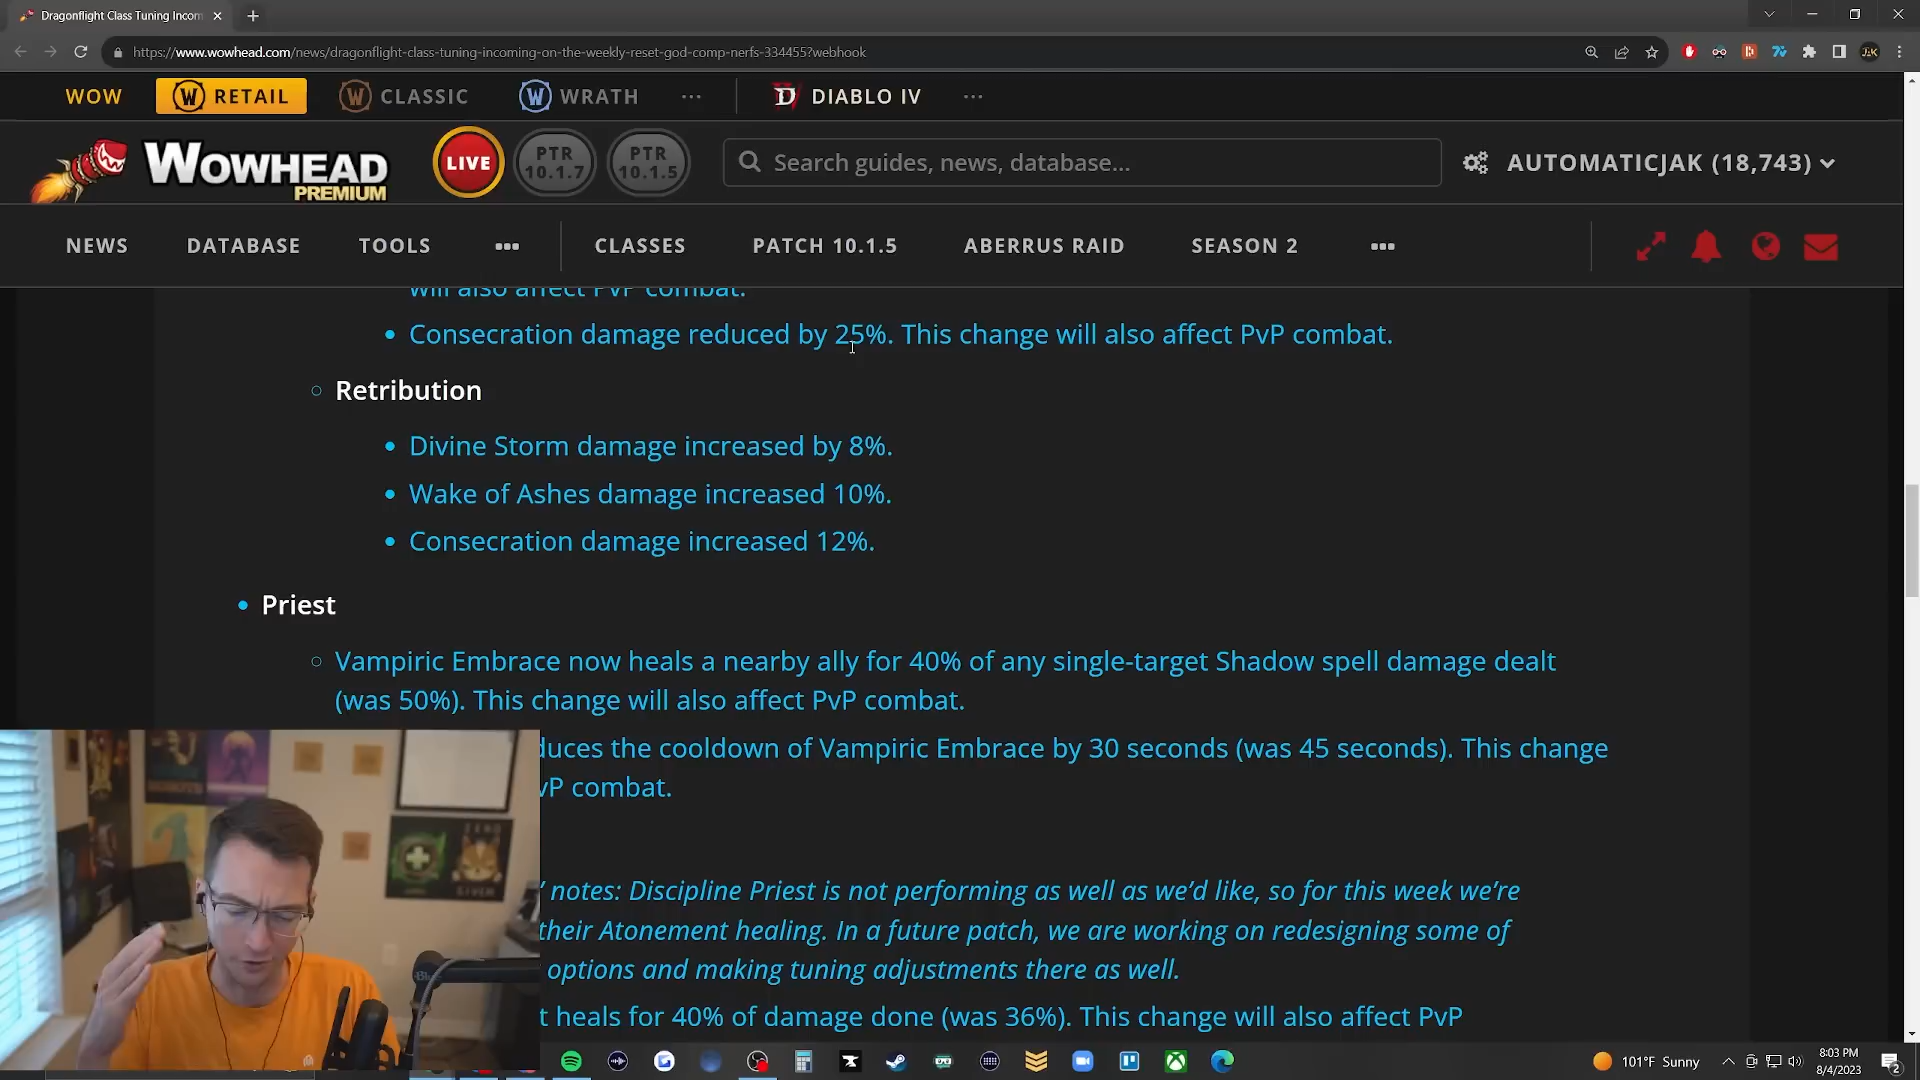 Dragonflight Class Tuning Incom
https://www.wowhead.com/news/dragonflight-class-tuning-incoming-on-the-weekly-reset-god-comp-nerfs-334455?webhook
WOW RETAIL CLASSIC WRATH ... DIABLO IV ...
WOWHEAD PREMIUM
LIVE
PTR 10.1.7
PTR 10.1.5
Search guides, news, database...
AUTOMATICJAK (18,743)
NEWS DATABASE TOOLS ... CLASSES PATCH 10.1.5 ABERRUS RAID SEASON 2 ...
will also affect PvP combat.
Consecration damage reduced by 25%. This change will also affect PvP combat.
Retribution
Divine Storm damage increased by 8%.
Wake of Ashes damage increased 10%.
Consecration damage increased 12%.
Priest
Vampiric Embrace now heals a nearby ally for 40% of any single-target Shadow spell damage dealt
(was 50%). This change will also affect PvP combat.
duces the cooldown of Vampiric Embrace by 30 seconds (was 45 seconds). This change
vP combat.
' notes: Discipline Priest is not performing as well as we'd like, so for this week we're
their Atonement healing. In a future patch, we are working on redesigning some of
options and making tuning adjustments there as well.
t heals for 40% of damage done (was 36%). This change will also affect PvP
101°F Sunny
8:03 PM
8/4/2023
2